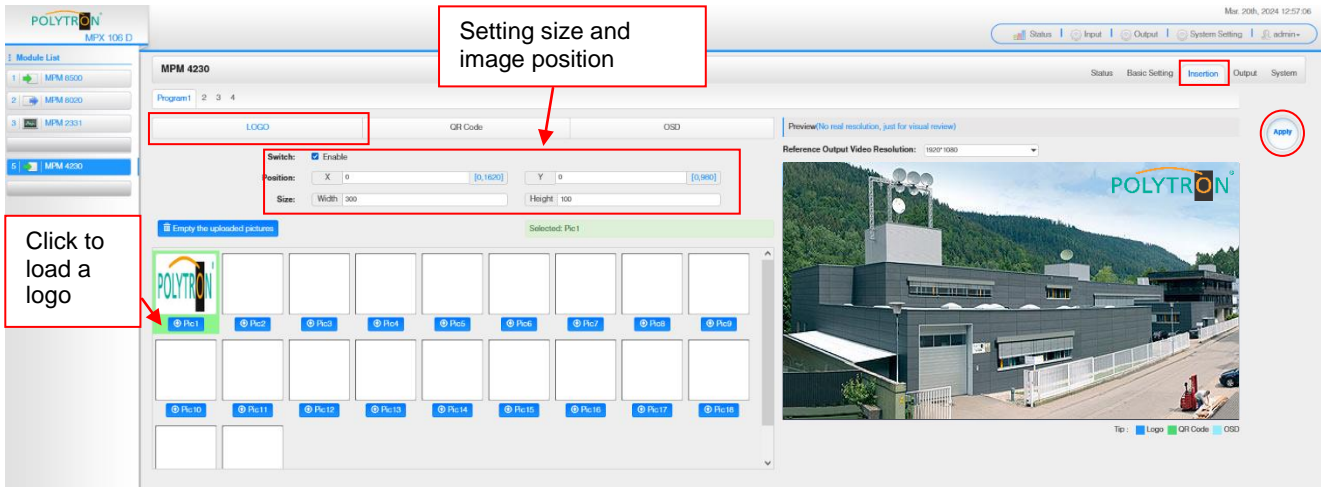 POLYTRON
MPX 106 D
Mar. 20th, 2024 12:57:06
Status
Input
Output
System Setting
admin
Setting size and
image position
Module List
1 MPM 8500
2 MPM 6020
3 MPM 2331
5 MPM 4230
MPM 4230
Status Basic Setting Insertion Output System
Program1 2 3 4
LOGO QR Code OSD
Switch: Enable
Position: X 0 [0,1620] Y 0 [0,980]
Size: Width 300 Height 100
Empty the uploaded pictures
Selected: Pic1
Click to
load a
logo
POLYTRON
Pic1 Pic2 Pic3 Pic4 Pic5 Pic6 Pic7 Pic8 Pic9
Pic10 Pic11 Pic12 Pic13 Pic14 Pic15 Pic16 Pic17 Pic18
Preview(No real resolution, just for visual review)
Apply
Reference Output Video Resolution: 1920*1080
POLYTRON
Tip : Logo QR Code OSD